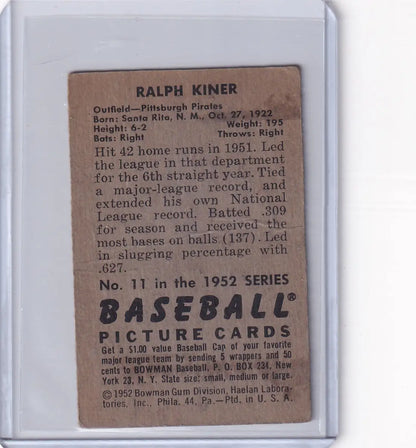 RALPH KINER
Outfield—Pittsburgh Pirates
Born: Santa Rita, N. M., Oct. 27, 1922
Height: 6-2 Weight: 195
Bats: Right Throws: Right
Hit 42 home runs in 1951. Led
the league in that department
for the 6th straight year. Tied
a major-league record, and
extended his own National
League record. Batted .309
for season and received the
most bases on balls (137). Led
in slugging percentage with
.627.
No. 11 in the 1952 SERIES
BASEBALL®
PICTURE CARDS
Get a $1.00 value Baseball Cap of your favorite
major league team by sending 5 wrappers and 50
cents to BOWMAN Baseball, P. O. BOX 234, New
York 23, N. Y. State size: small, medium or large.
©1952 Bowman Gum Division, Haelan Labora-
tories, Inc., Phila. 44, Pa.—Ptd. in U. S. A.